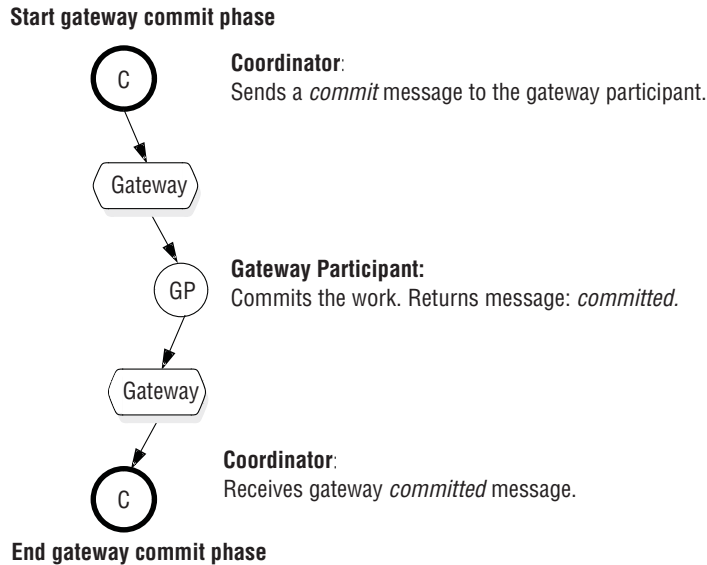 Start gateway commit phase
C
Coordinator:
Sends a commit message to the gateway participant.
Gateway
GP
Gateway Participant:
Commits the work. Returns message: committed.
Gateway
C
Coordinator:
Receives gateway committed message.
End gateway commit phase